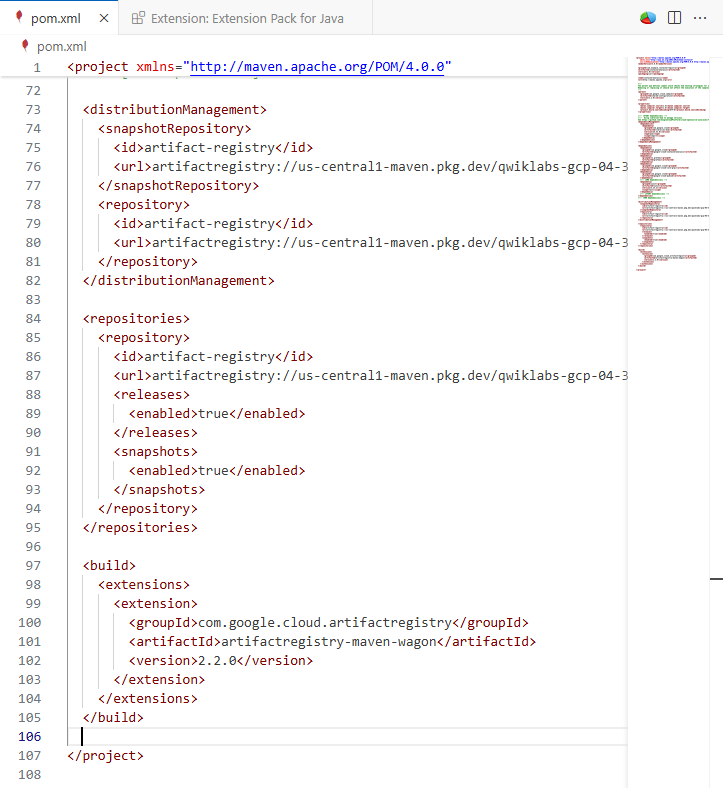 pom.xml
Extension: Extension Pack for Java
pom.xml
1 <project xmlns="http://maven.apache.org/POM/4.0.0"
72
73 <distributionManagement>
74 <snapshotRepository>
75 <id>artifact-registry</id>
76 <url>artifactregistry://us-central1-maven.pkg.dev/qwiklabs-gcp-04-3
77 </snapshotRepository>
78 <repository>
79 <id>artifact-registry</id>
80 <url>artifactregistry://us-central1-maven.pkg.dev/qwiklabs-gcp-04-3
81 </repository>
82 </distributionManagement>
83
84 <repositories>
85 <repository>
86 <id>artifact-registry</id>
87 <url>artifactregistry://us-central1-maven.pkg.dev/qwiklabs-gcp-04-3
88 <releases>
89 <enabled>true</enabled>
90 </releases>
91 <snapshots>
92 <enabled>true</enabled>
93 </snapshots>
94 </repository>
95 </repositories>
96
97 <build>
98 <extensions>
99 <extension>
100 <groupId>com.google.cloud.artifactregistry</groupId>
101 <artifactId>artifactregistry-maven-wagon</artifactId>
102 <version>2.2.0</version>
103 </extension>
104 </extensions>
105 </build>
106
107 </project>
108